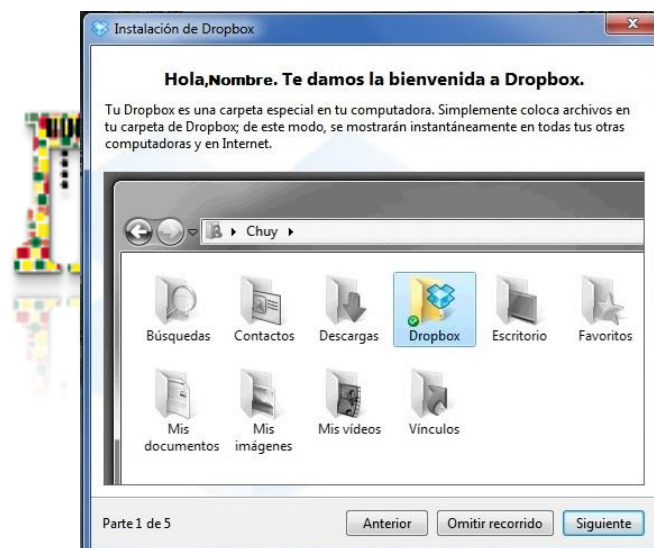 Instalación de Dropbox
Hola,Nombre. Te damos la bienvenida a Dropbox.
Tu Dropbox es una carpeta especial en tu computadora. Simplemente coloca archivos en
tu carpeta de Dropbox; de este modo, se mostrarán instantáneamente en todas tus otras
computadoras y en Internet.
Chuy
Búsquedas Contactos Descargas Dropbox Escritorio Favoritos
Mis documentos Mis imágenes Mis vídeos Vínculos
Parte 1 de 5 Anterior Omitir recorrido Siguiente